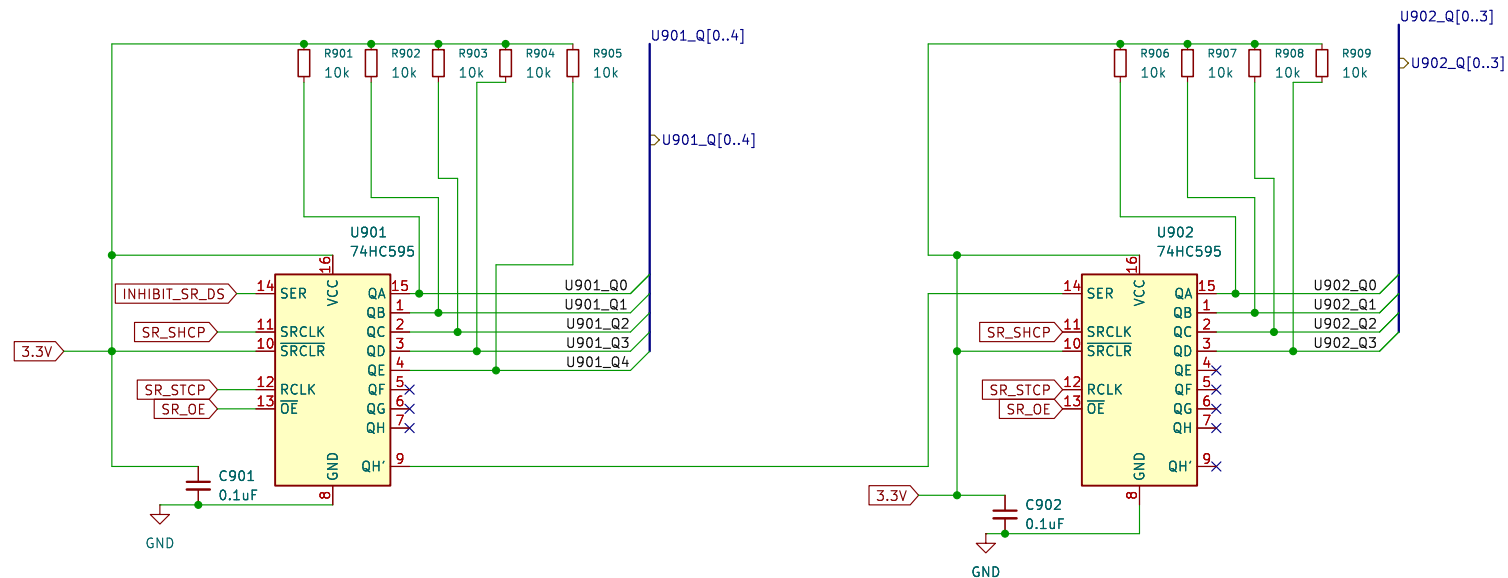 U901_Q[0..4]
U902_Q[0..3]
R901
10k
R902
10k
R903
10k
R904
10k
R905
10k
R906
10k
R907
10k
R908
10k
R909
10k
U902_Q[0..3]
U901_Q[0..4]
U901
74HC595
16
VCC
INHIBIT_SR_DS
14
SER
SR_SHCP
11
SRCLK
3.3V
10
SRCLR
SR_STCP
12
RCLK
SR_OE
13
OE
QA
15
U901_Q0
QB
1
U901_Q1
QC
2
U901_Q2
QD
3
U901_Q3
QE
4
U901_Q4
QF
5
QG
6
QH
7
QH'
9
GND
8
C901
0.1uF
GND
U902
74HC595
16
VCC
14
SER
SR_SHCP
11
SRCLK
10
SRCLR
SR_STCP
12
RCLK
SR_OE
13
OE
QA
15
U902_Q0
QB
1
U902_Q1
QC
2
U902_Q2
QD
3
U902_Q3
QE
4
QF
5
QG
6
QH
7
QH'
9
GND
8
3.3V
C902
0.1uF
GND